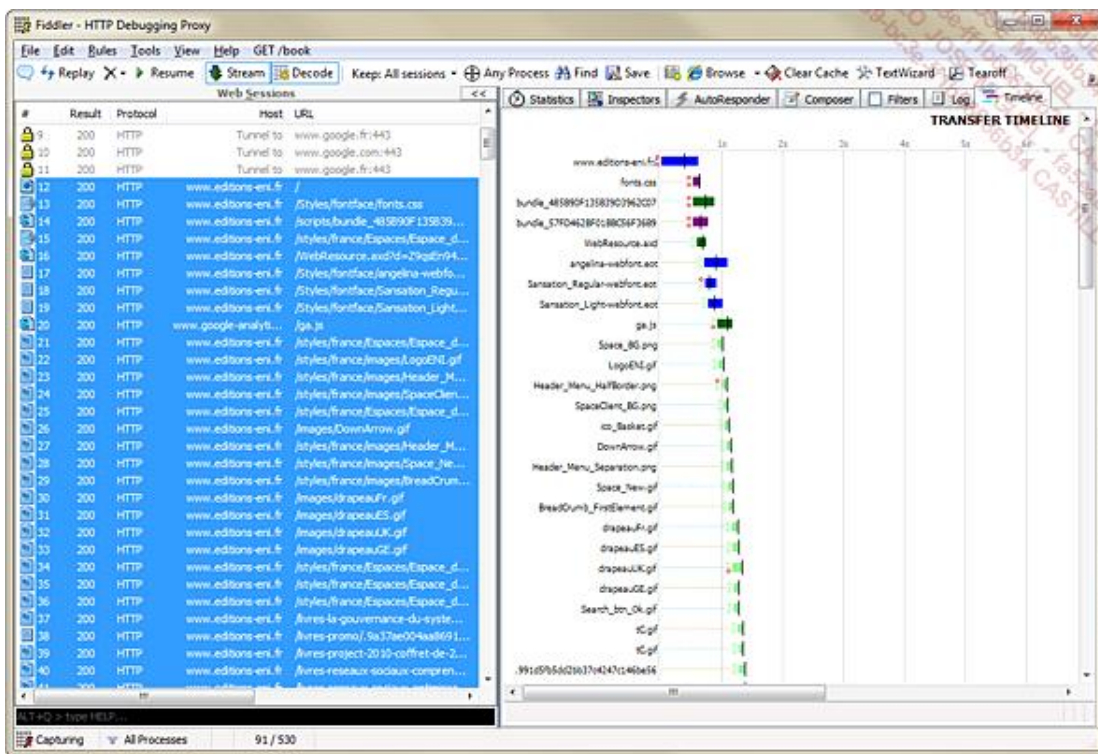 Fiddler - HTTP Debugging Proxy
File Edit Rules Tools View Help GET /book
Replay X Resume Stream Decode Keep: All sessions Any Process Find Save Browse Clear Cache TextWizard Tearoff
Web Sessions <<
Statistics Inspectors AutoResponder Composer Filters Log Timeline
# Result Protocol Host URL
TRANSFER TIMELINE
9 200 HTTP Tunnel to www.google.fr:443
10 200 HTTP Tunnel to www.google.com:443
11 200 HTTP Tunnel to www.google.fr:443
12 200 HTTP www.editions-eni.fr /
13 200 HTTP www.editions-eni.fr /Styles/fontface/fonts.css
14 200 HTTP www.editions-eni.fr /scripts/bundle_485B90F135839...
15 200 HTTP www.editions-eni.fr /styles/france/Espaces/Espace_d...
16 200 HTTP www.editions-eni.fr /WebResource.axd?d=Z9qsEn94...
17 200 HTTP www.editions-eni.fr /Styles/fontface/angelina-webfo...
18 200 HTTP www.editions-eni.fr /Styles/fontface/Sansation_Regu...
19 200 HTTP www.editions-eni.fr /Styles/fontface/Sansation_Light...
20 200 HTTP www.google-analyti... /ga.js
21 200 HTTP www.editions-eni.fr /styles/france/Espaces/Espace_d...
22 200 HTTP www.editions-eni.fr /styles/france/images/LogoENI.gif
23 200 HTTP www.editions-eni.fr /styles/france/images/Header_M...
24 200 HTTP www.editions-eni.fr /styles/france/images/SpaceClien...
25 200 HTTP www.editions-eni.fr /styles/france/Espaces/Espace_d...
26 200 HTTP www.editions-eni.fr /Images/DownArrow.gif
27 200 HTTP www.editions-eni.fr /styles/france/images/Header_M...
28 200 HTTP www.editions-eni.fr /styles/france/images/Space_Ne...
29 200 HTTP www.editions-eni.fr /styles/france/images/BreadCrum...
30 200 HTTP www.editions-eni.fr /Images/drapeauFr.gif
31 200 HTTP www.editions-eni.fr /Images/drapeauES.gif
32 200 HTTP www.editions-eni.fr /Images/drapeauUK.gif
33 200 HTTP www.editions-eni.fr /Images/drapeauGE.gif
34 200 HTTP www.editions-eni.fr /styles/france/Espaces/Espace_d...
35 200 HTTP www.editions-eni.fr /styles/france/Espaces/Espace_d...
36 200 HTTP www.editions-eni.fr /styles/france/Espaces/Espace_d...
37 200 HTTP www.editions-eni.fr /livres-la-gouvernance-du-syste...
38 200 HTTP www.editions-eni.fr /livres-promo/.9a37ae004aa8691...
39 200 HTTP www.editions-eni.fr /livres-project-2010-coffret-de-2...
40 200 HTTP www.editions-eni.fr /livres-reseaux-sociaux-compren...
1s 2s 3s 4s 5s 6s
www.editions-eni.fr/
fonts.css
bundle_485B90F135839D3962C07
WebResource.axd
angelina-webfont.eot
Sansation_Regular-webfont.eot
Sansation_Light-webfont.eot
ga.js
Space_BG.png
LogoENI.gif
Header_Menu_HalfBorder.png
SpaceClient_BG.png
ico_Basket.gif
DownArrow.gif
Header_Menu_Separation.png
Space_New.gif
BreadCrumb_FirstElement.gif
drapeauFr.gif
drapeauES.gif
drapeauUK.gif
drapeauGE.gif
Search_btn_Ok.gif
tC.gif
tC.gif
ALT+Q > type HELP...
Capturing All Processes 91 / 530